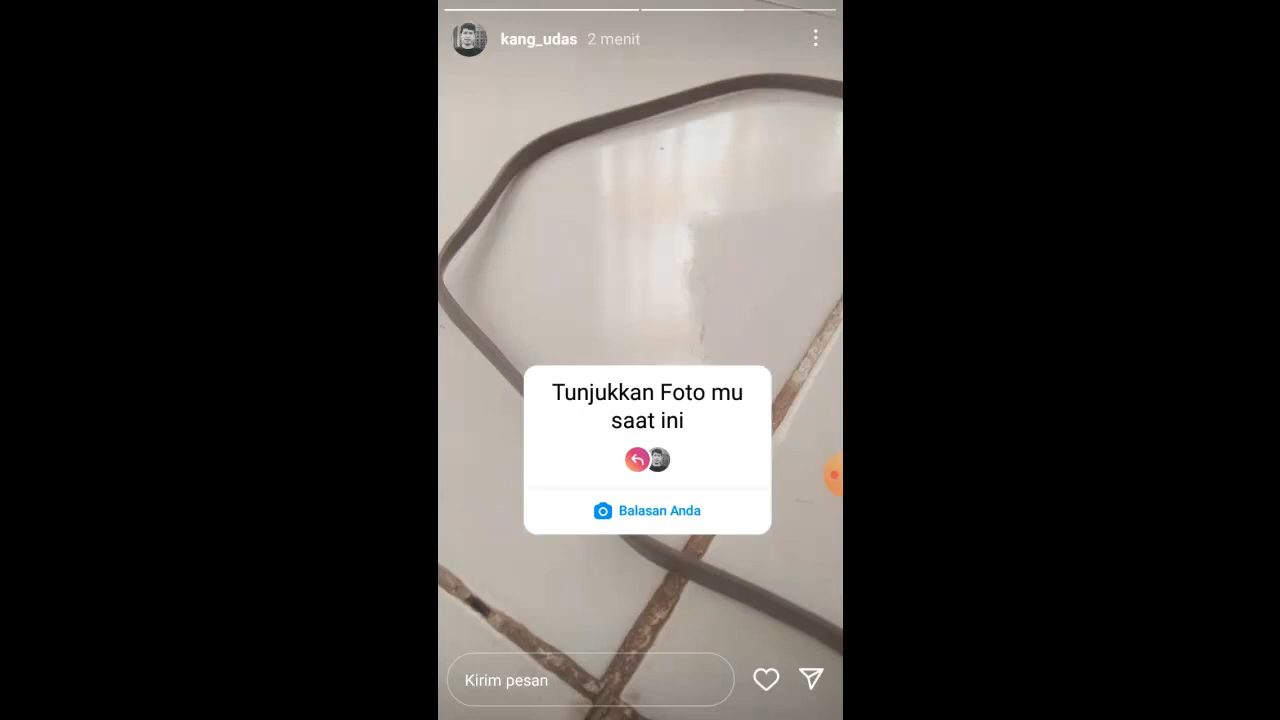 kang_udas 2 menit
Tunjukkan Foto mu
saat ini
Balasan Anda
Kirim pesan